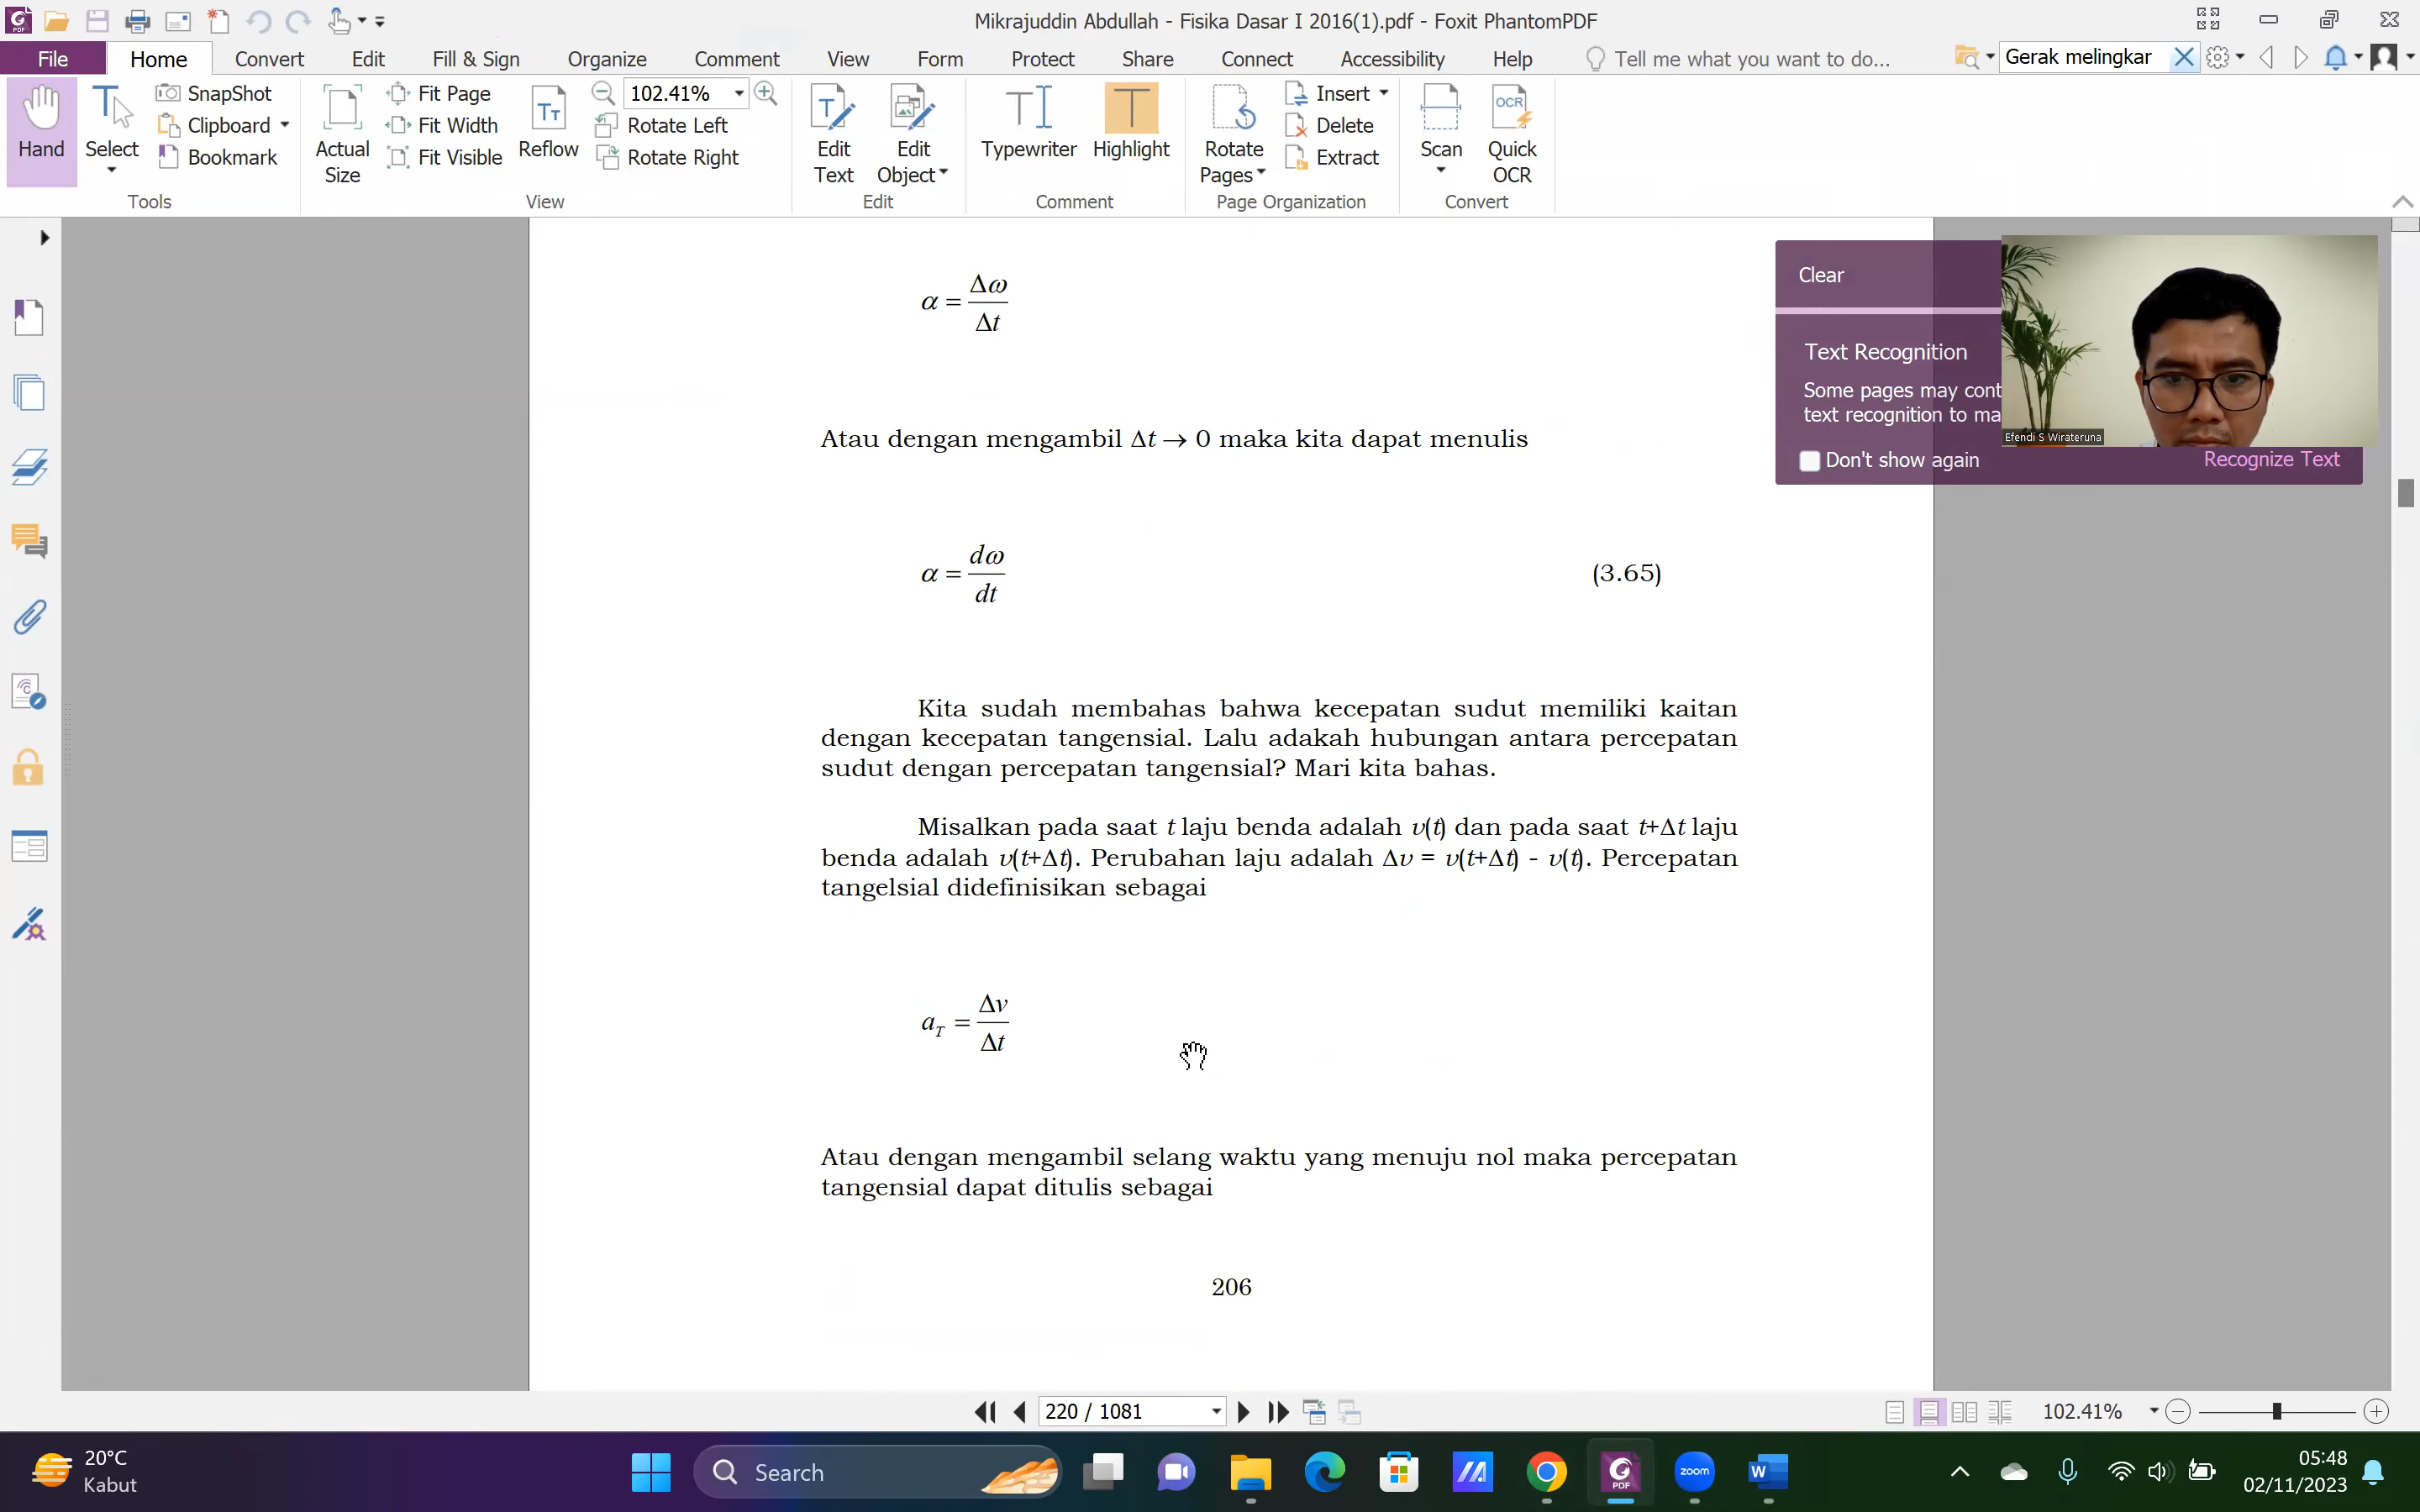 Mikrajuddin Abdullah - Fisika Dasar I 2016(1).pdf - Foxit PhantomPDF
File Home Convert Edit Fill & Sign Organize Comment View Form Protect Share Connect Accessibility Help Tell me what you want to do... Gerak melingkar
Hand
Select
SnapShot
Clipboard
Bookmark
Tools
Actual
Size
Fit Page
Fit Width
Fit Visible
Reflow
102.41%
Rotate Left
Rotate Right
View
Edit
Text
Edit
Object
Edit
Typewriter
Highlight
Comment
Rotate
Pages
Insert
Delete
Extract
Page Organization
Scan
Quick
OCR
Convert
Clear
Text Recognition
Some pages may cont
text recognition to ma
Don't show again
Recognize Text
Efendi S Wirateruna
α = Δω / Δt
Atau dengan mengambil Δt → 0 maka kita dapat menulis
α = dω / dt (3.65)
Kita sudah membahas bahwa kecepatan sudut memiliki kaitan
dengan kecepatan tangensial. Lalu adakah hubungan antara percepatan
sudut dengan percepatan tangensial? Mari kita bahas.
Misalkan pada saat t laju benda adalah v(t) dan pada saat t+Δt laju
benda adalah v(t+Δt). Perubahan laju adalah Δv = v(t+Δt) - v(t). Percepatan
tangelsial didefinisikan sebagai
a_T = Δv / Δt
Atau dengan mengambil selang waktu yang menuju nol maka percepatan
tangensial dapat ditulis sebagai
206
220 / 1081
102.41%
20°C
Kabut
Search
zoom
PDF
W
05:48
02/11/2023